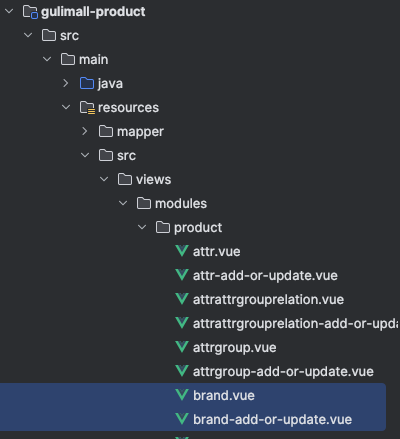 gulimall-product
src
main
java
resources
mapper
src
views
modules
product
attr.vue
attr-add-or-update.vue
attrattrgrouprelation.vue
attrattrgrouprelation-add-or-upda
attrgroup.vue
attrgroup-add-or-update.vue
brand.vue
brand-add-or-update.vue